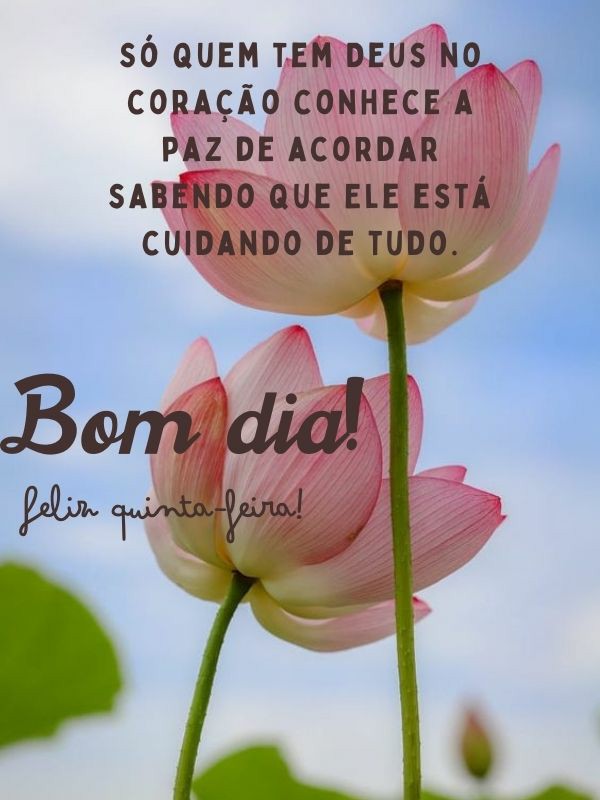 SÓ QUEM TEM DEUS NO
CORAÇÃO CONHECE A
PAZ DE ACORDAR
SABENDO QUE ELE ESTÁ
CUIDANDO DE TUDO.
Bom dia!
feliz quinta-feira!